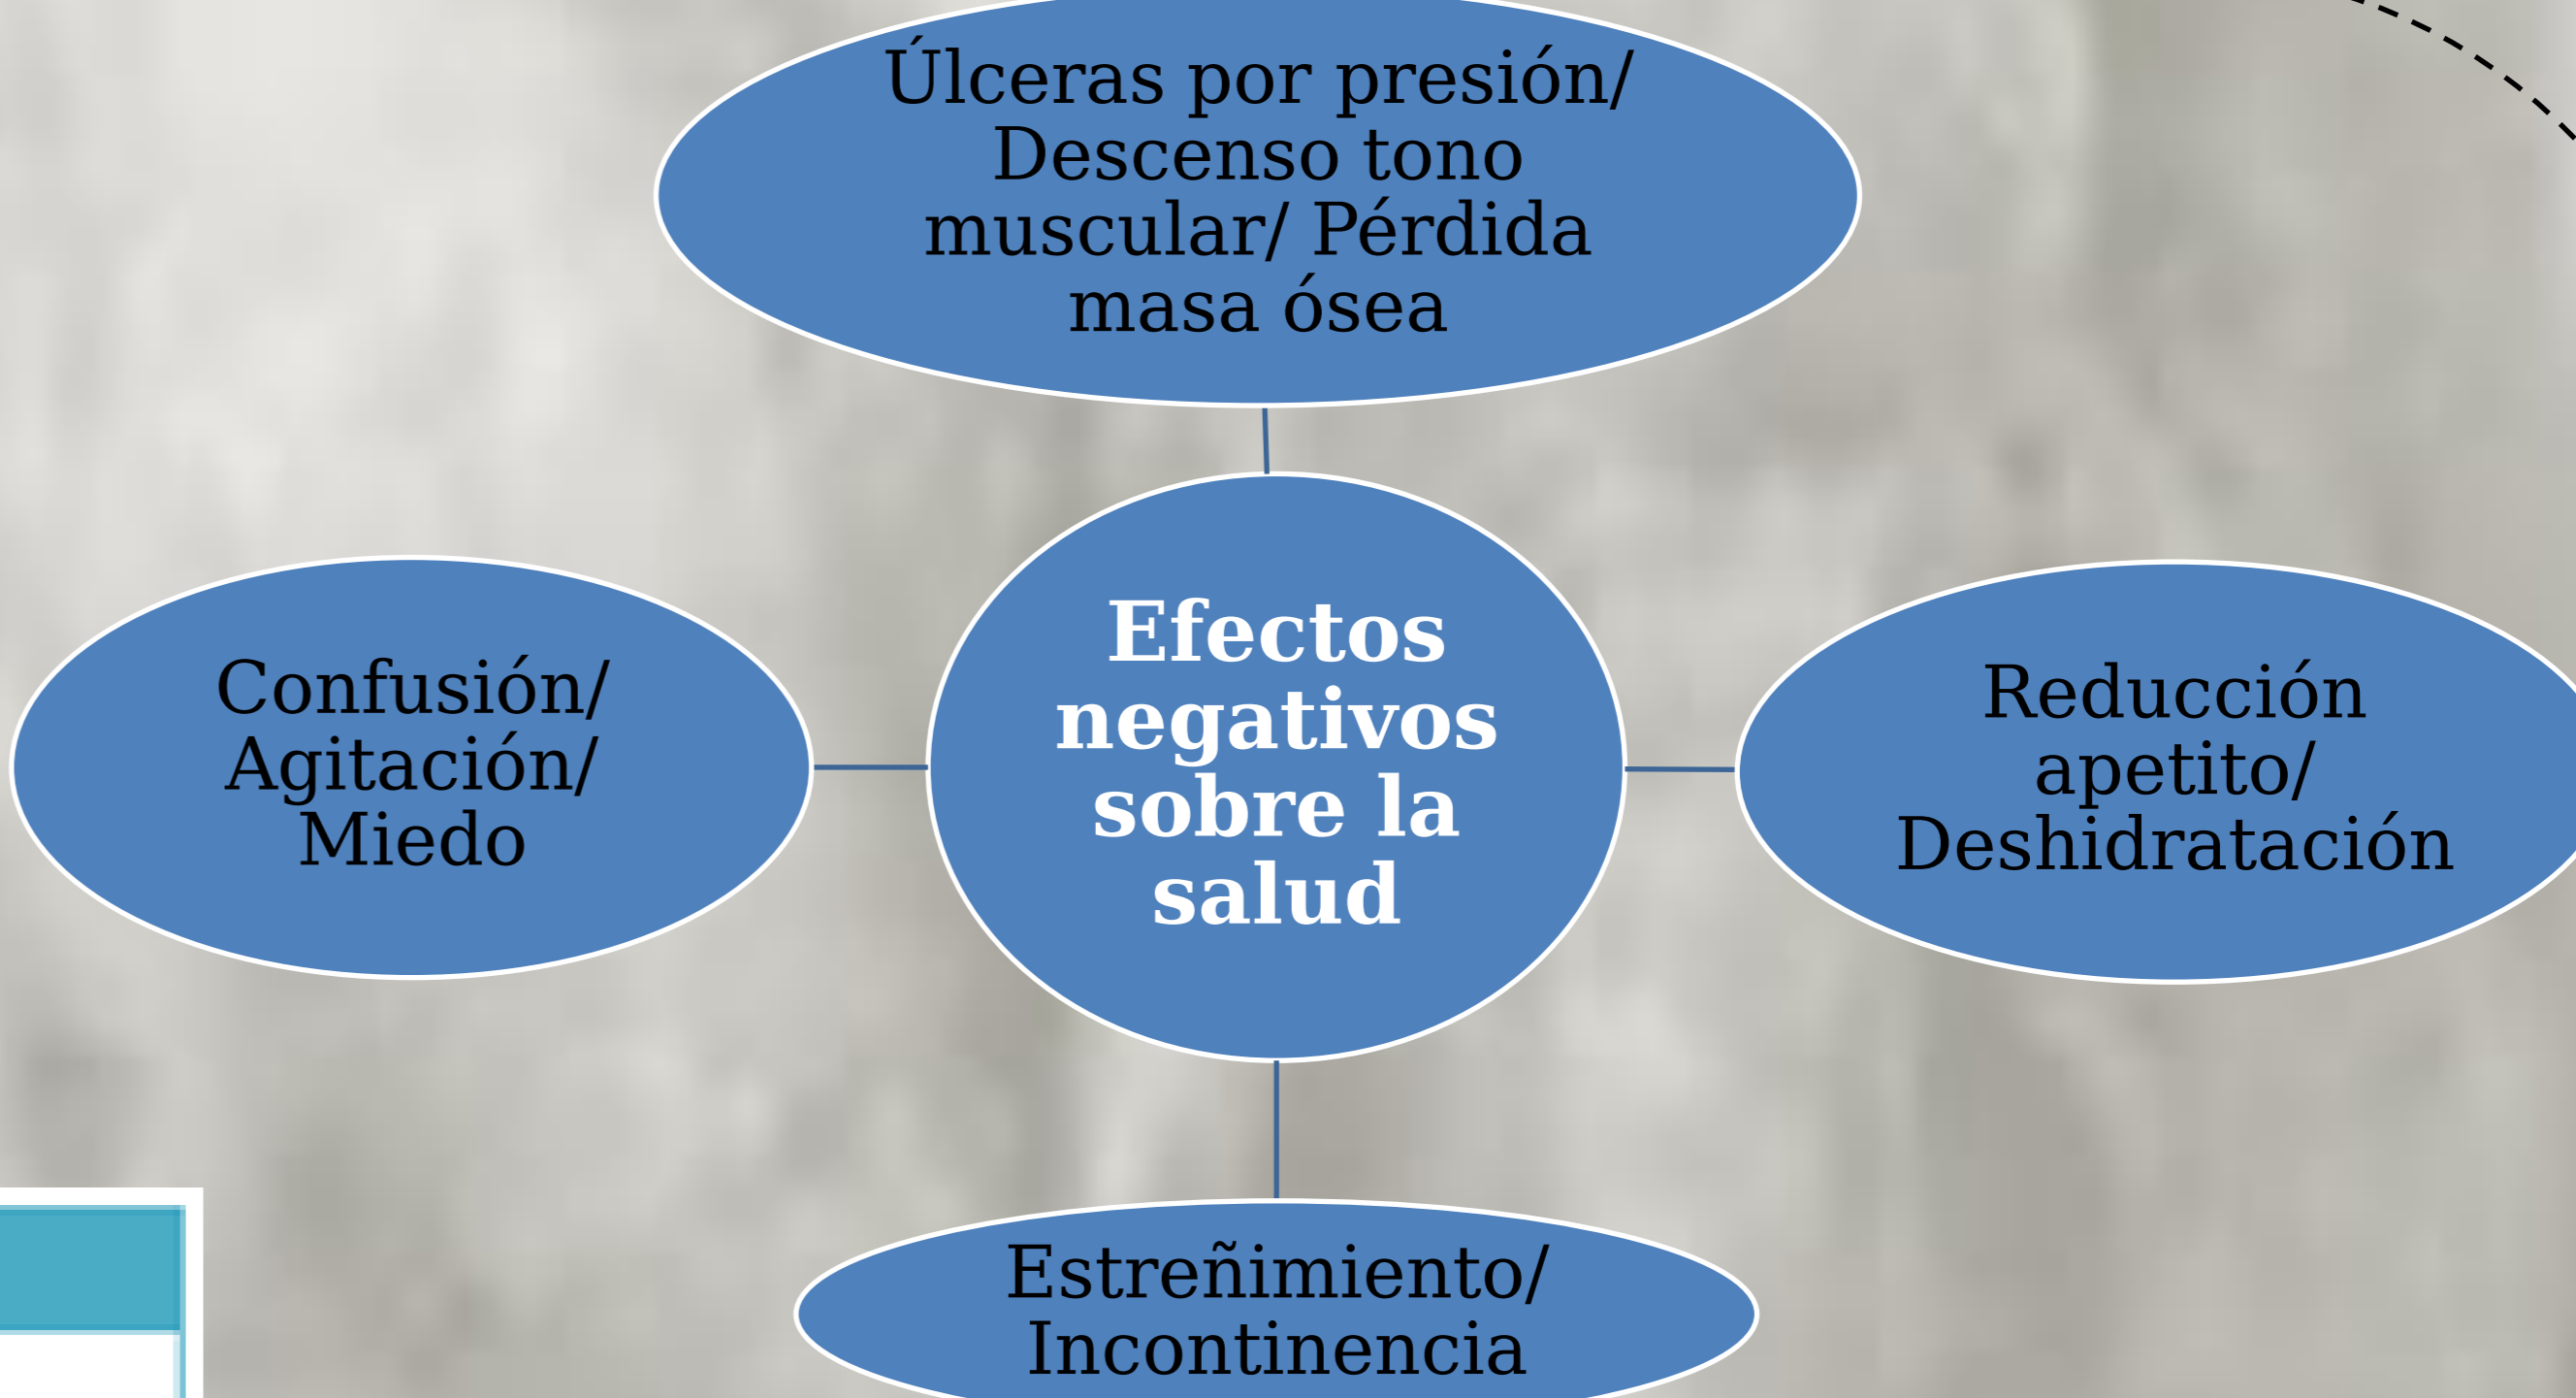 Úlceras por presión/
Descenso tono
muscular/ Pérdida
masa ósea
Confusión/
Agitación/
Miedo
Efectos
negativos
sobre la
salud
Reducción
apetito/
Deshidratación
Estreñimiento/
Incontinencia